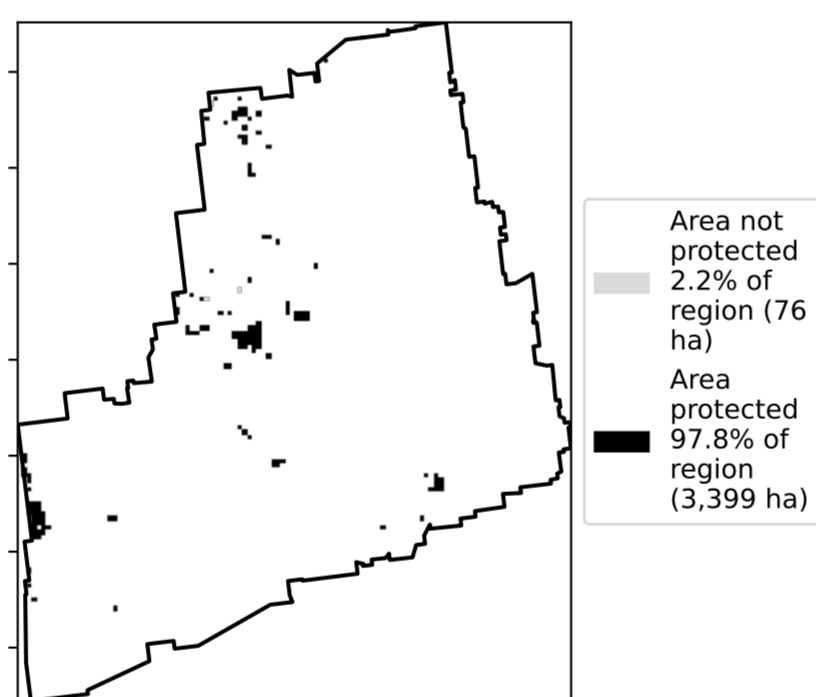 Area not
protected
2.2% of
region (76
ha)
Area
protected
97.8% of
region
(3,399 ha)